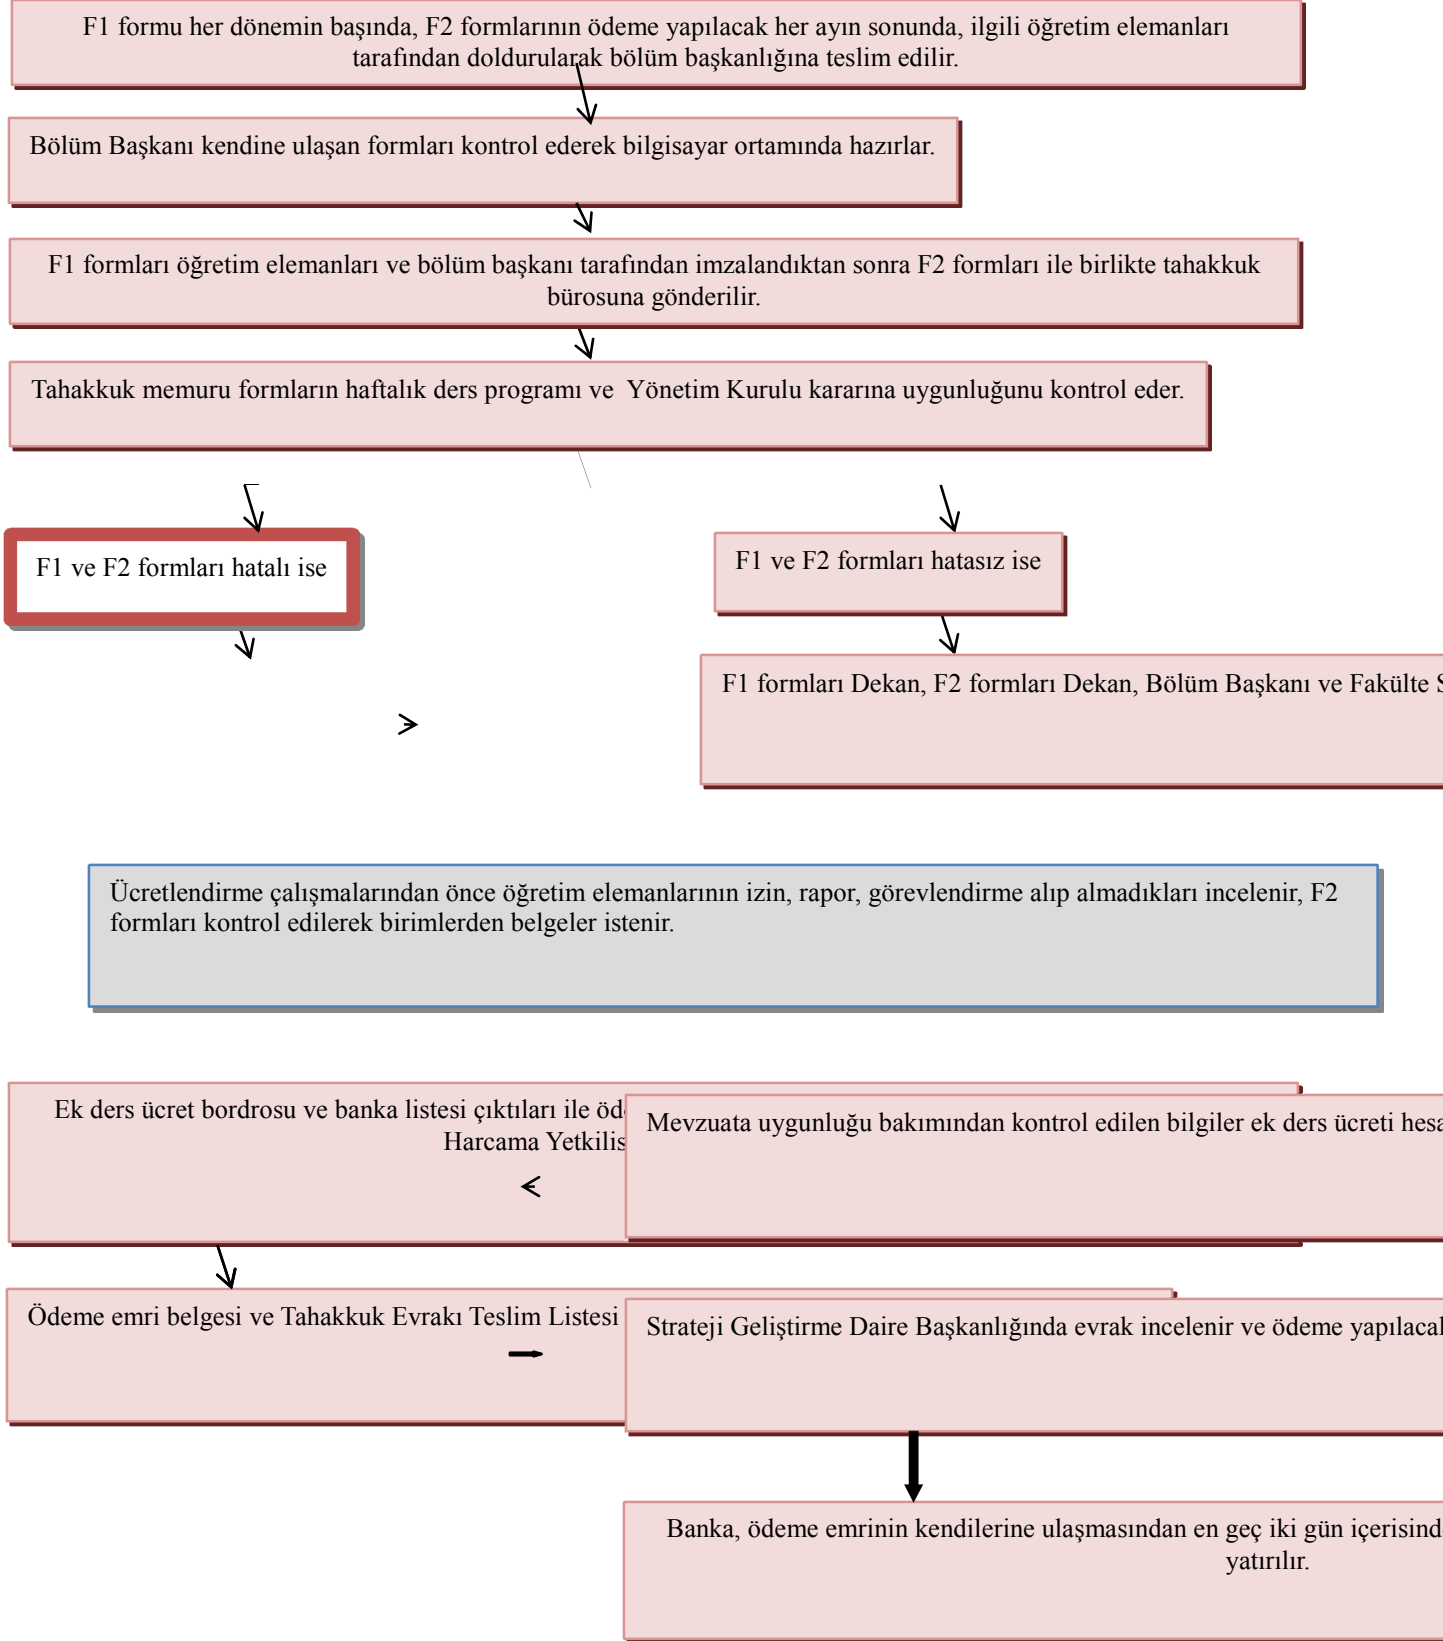 F1 formu her dönemin başında, F2 formlarının ödeme yapılacak her ayın sonunda, ilgili öğretim elemanları
tarafından doldurularak bölüm başkanlığına teslim edilir.
Bölüm Başkanı kendine ulaşan formları kontrol ederek bilgisayar ortamında hazırlar.
F1 formları öğretim elemanları ve bölüm başkanı tarafından imzalandıktan sonra F2 formları ile birlikte tahakkuk
bürosuna gönderilir.
Tahakkuk memuru formların haftalık ders programı ve Yönetim Kurulu kararına uygunluğunu kontrol eder.
F1 ve F2 formları hatalı ise
F1 ve F2 formları hatasız ise
F1 formları Dekan, F2 formları Dekan, Bölüm Başkanı ve Fakülte
Ücretlendirme çalışmalarından önce öğretim elemanlarının izin, rapor, görevlendirme alıp almadıkları incelenir, F2
formları kontrol edilerek birimlerden belgeler istenir.
Ek ders ücret bordrosu ve banka listesi çıktıları ile
Harcama Yetkilis
Mevzuata uygunluğu bakımından kontrol edilen bilgiler ek ders ücreti hesa
Ödeme emri belgesi ve Tahakkuk Evrakı Teslim Listesi
Strateji Geliştirme Daire Başkanlığında evrak incelenir ve ödeme
Banka, ödeme emrinin kendilerine ulaşmasından en geç iki gün içerisind
yatırılır.